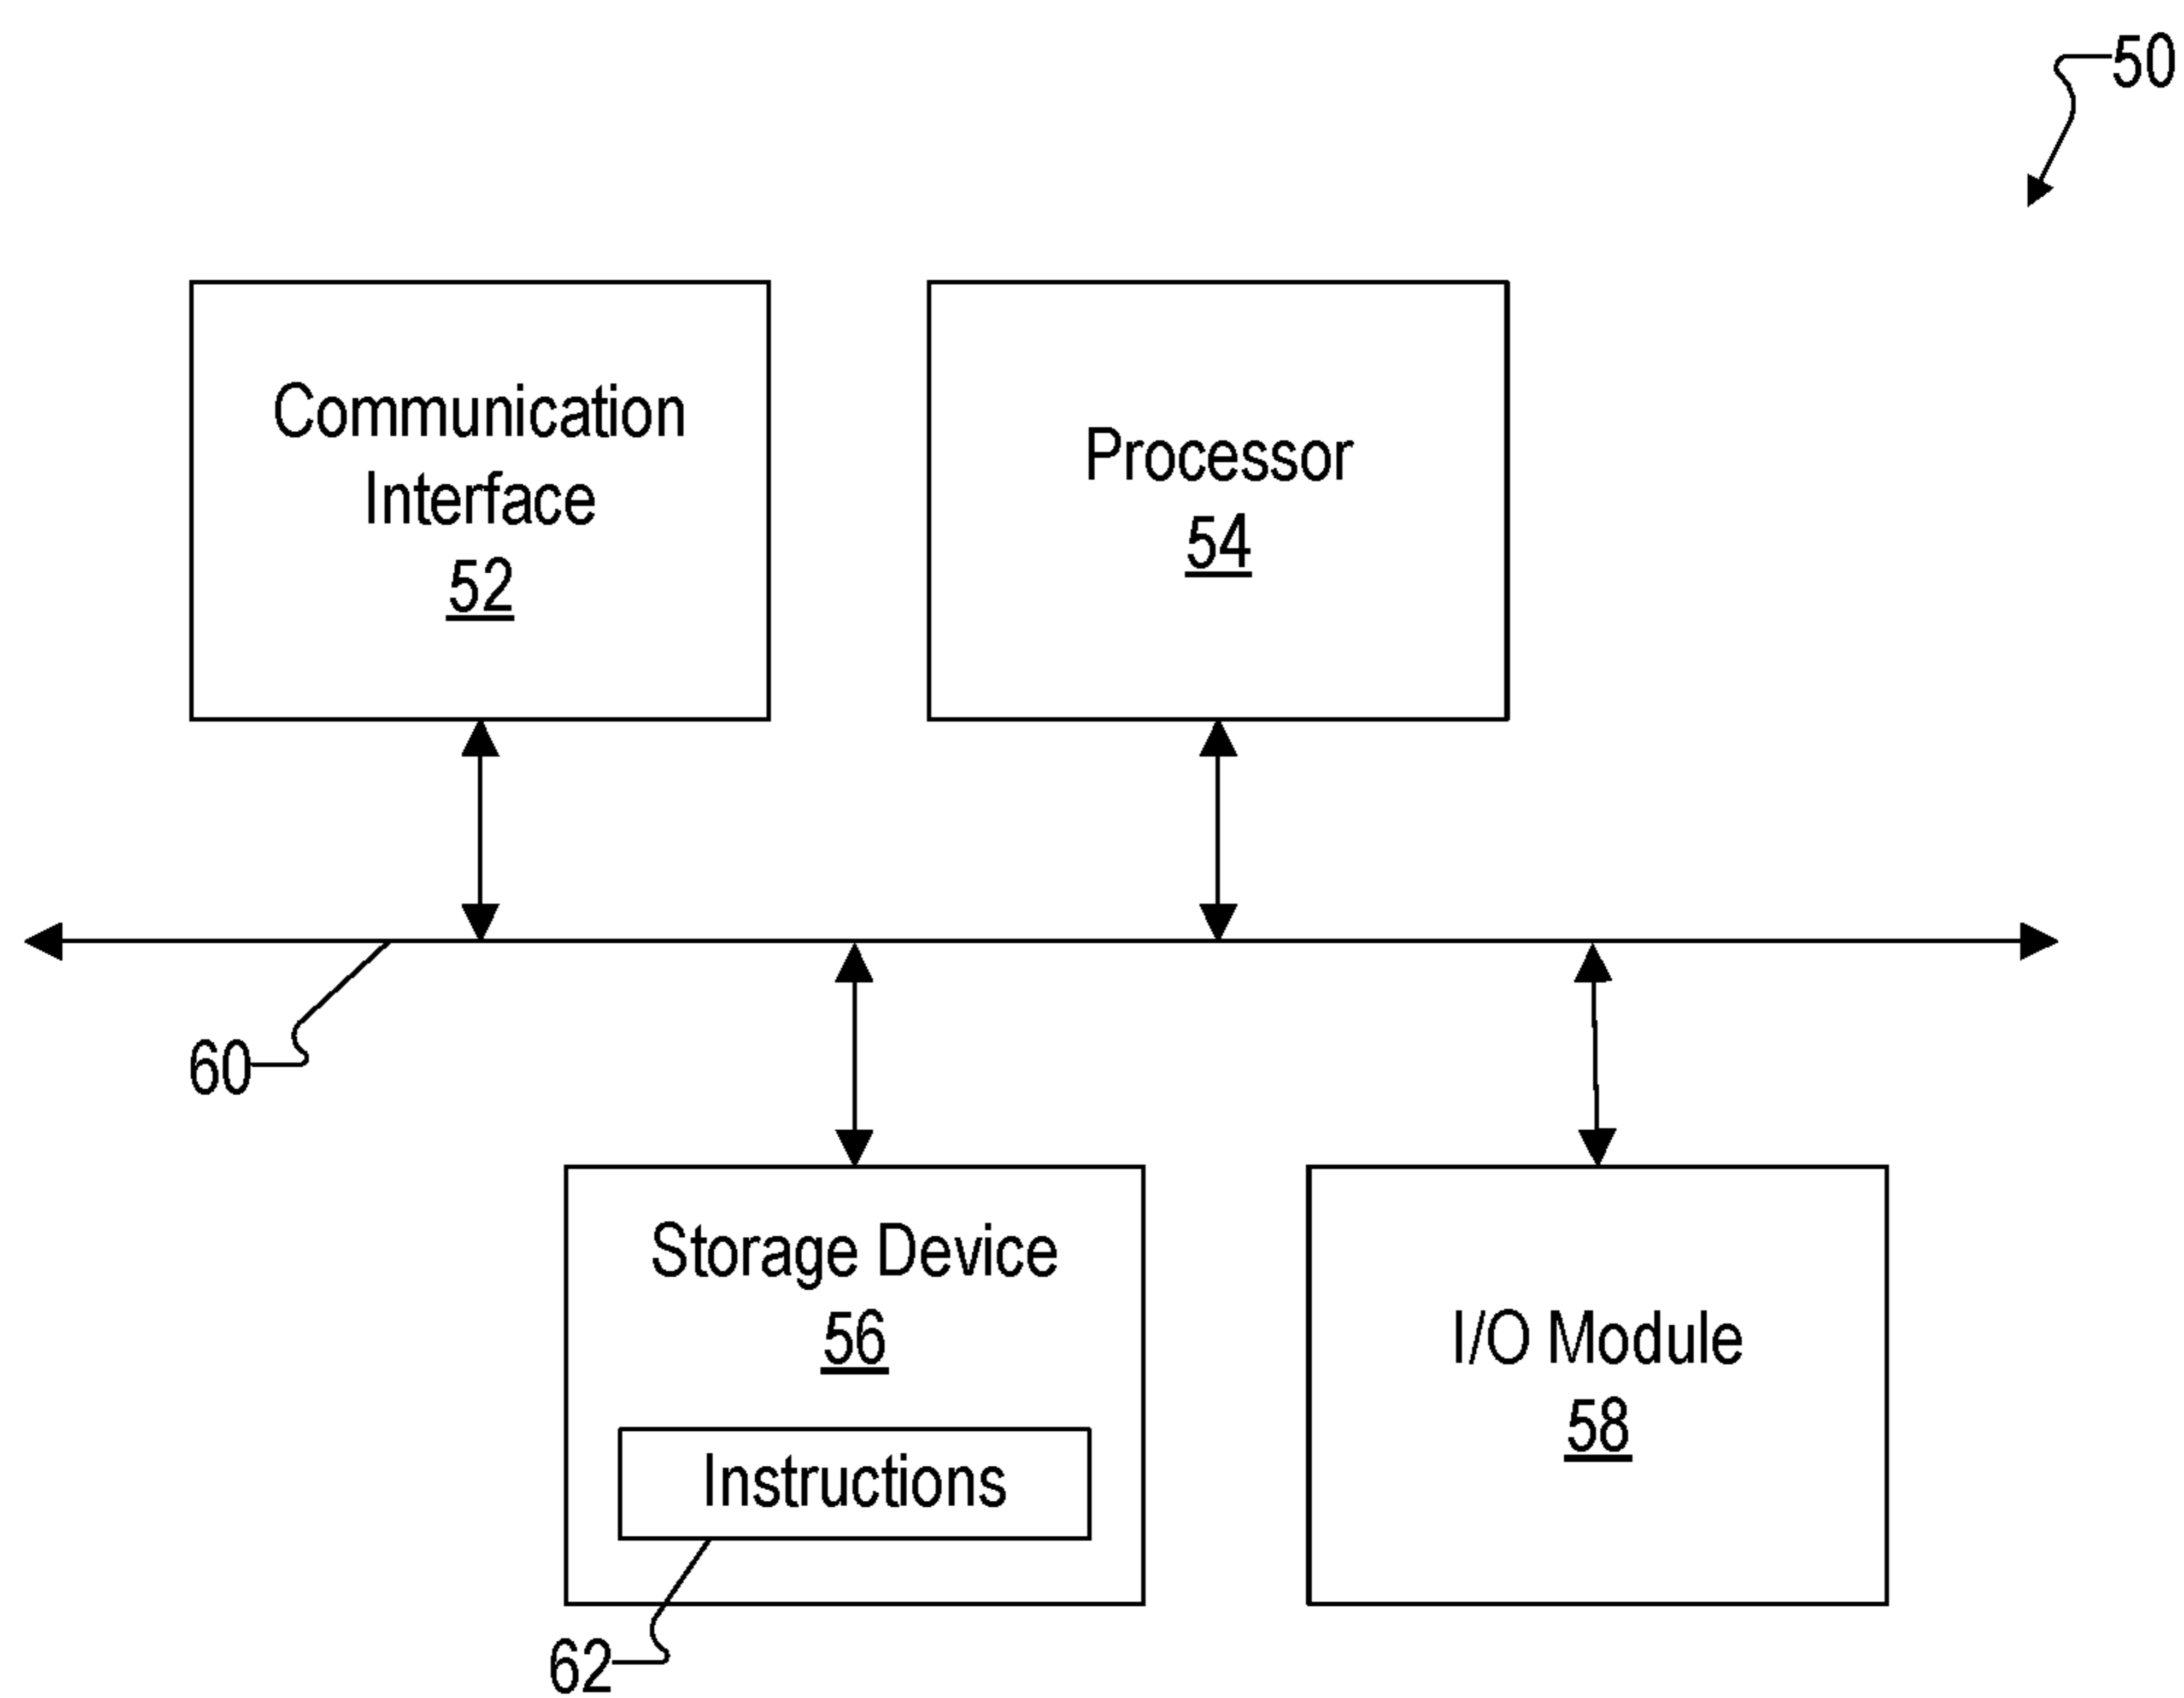 50
Communication
Interface
52
Processor
54
60
Storage Device
56
Instructions
62
I/O Module
58